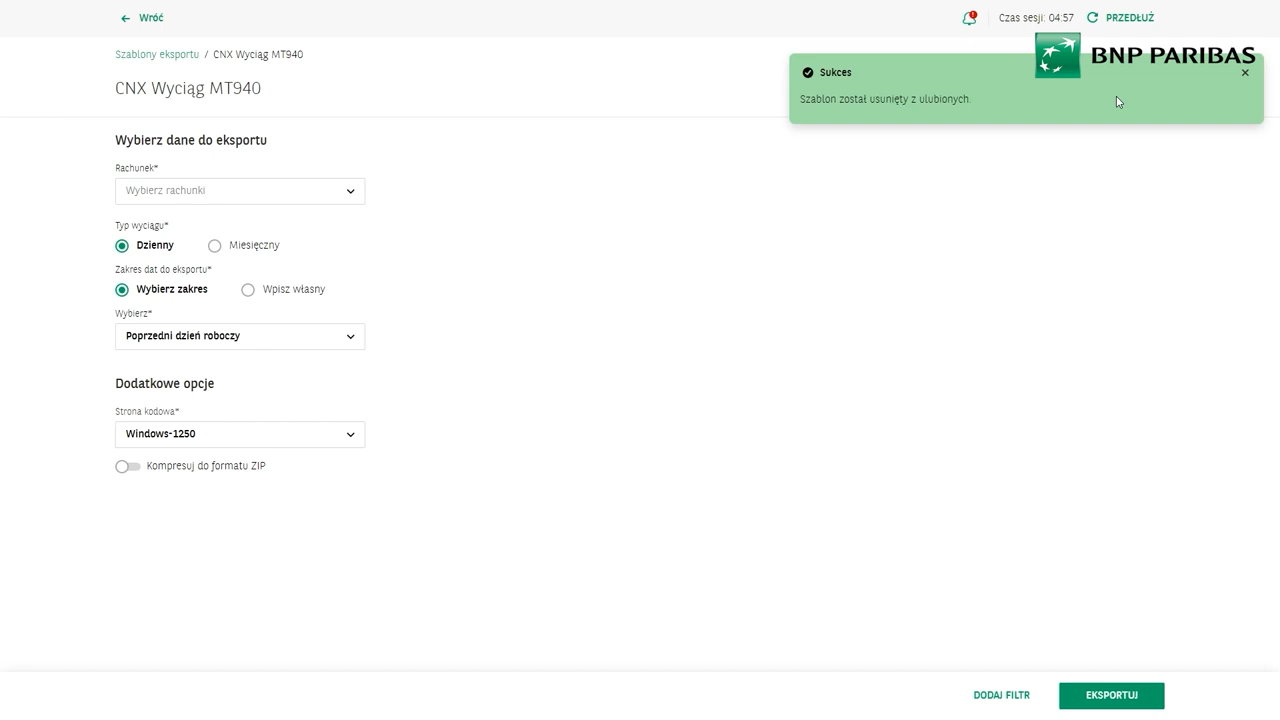 Wróć
Czas sesji: 04:57 PRZEDŁUŻ
Szablony eksportu / CNX Wyciąg MT940
BNP PARIBAS
CNX Wyciąg MT940
Sukces
Szablon został usunięty z ulubionych.
Wybierz dane do eksportu
Rachunek*
Wybierz rachunki
Typ wyciągu*
Dzienny Miesięczny
Zakres dat do eksportu*
Wybierz zakres Wpisz własny
Wybierz*
Poprzedni dzień roboczy
Dodatkowe opcje
Strona kodowa*
Windows-1250
Kompresuj do formatu ZIP
DODAJ FILTR EKSPORTUJ